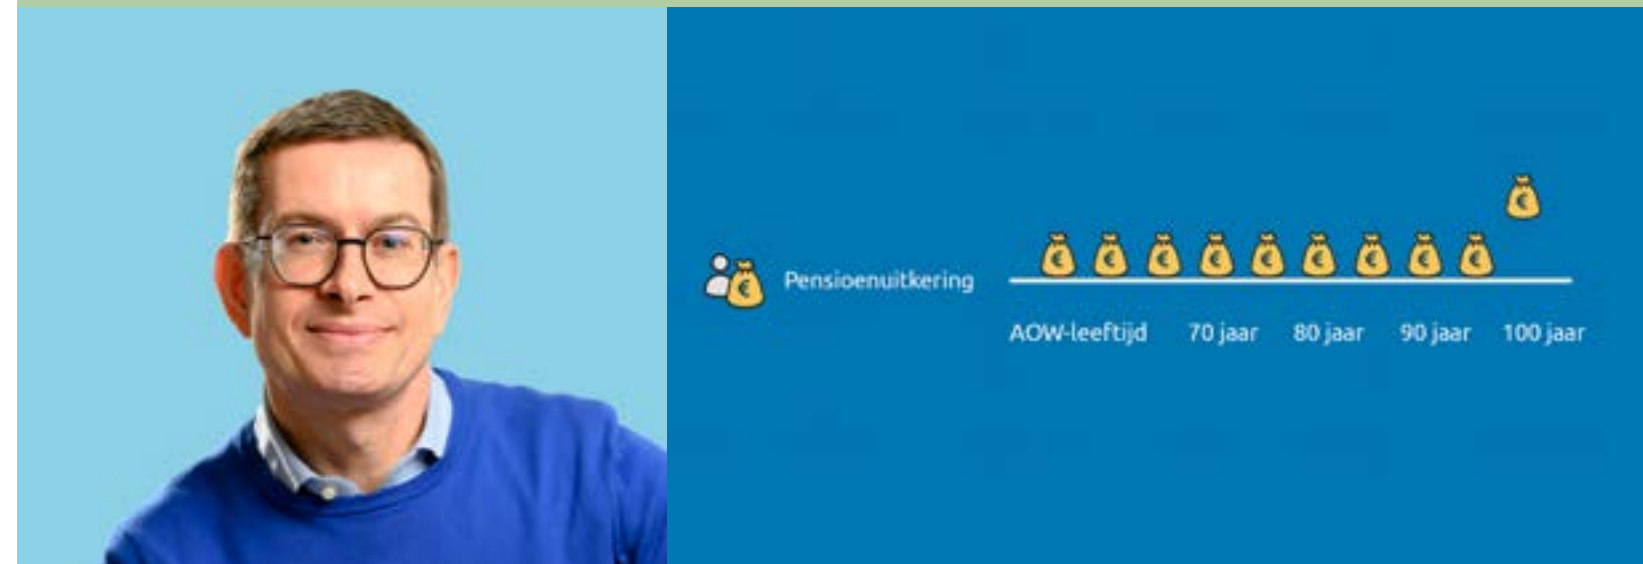 Pensioenuitkering
AOW-leeftijd 70 jaar 80 jaar 90 jaar 100 jaar